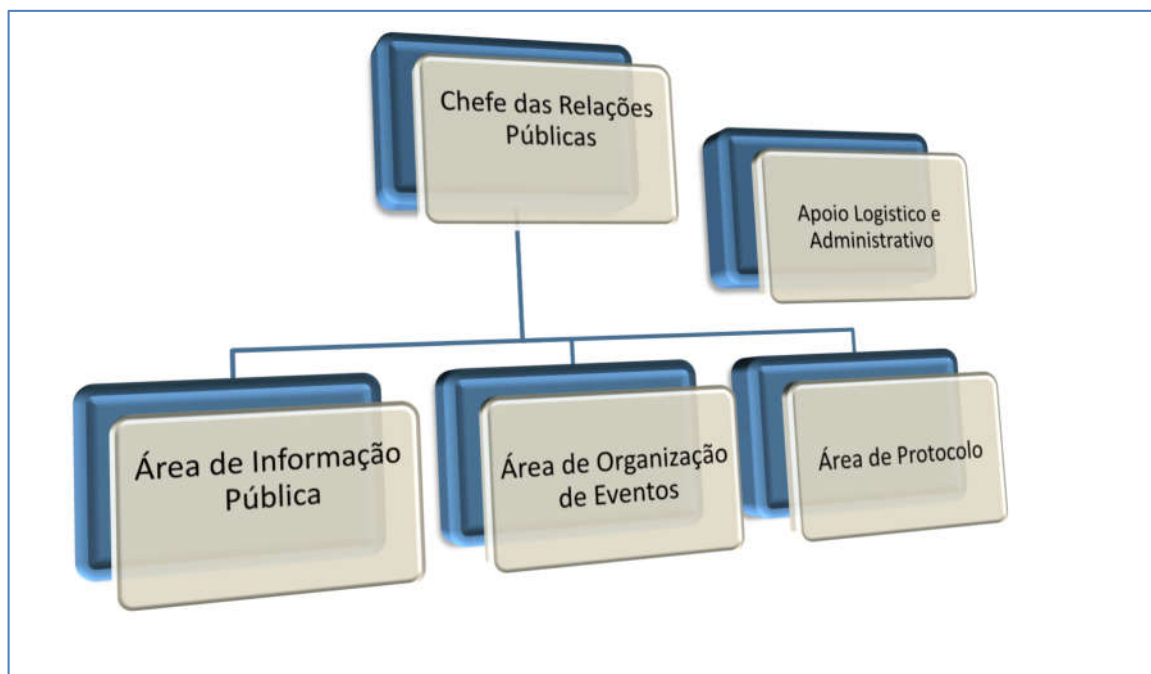 Chefe das Relações
Públicas
Apoio Logistico e
Administrativo
Área de Informação
Pública
Área de Organização
de Eventos
Área de Protocolo